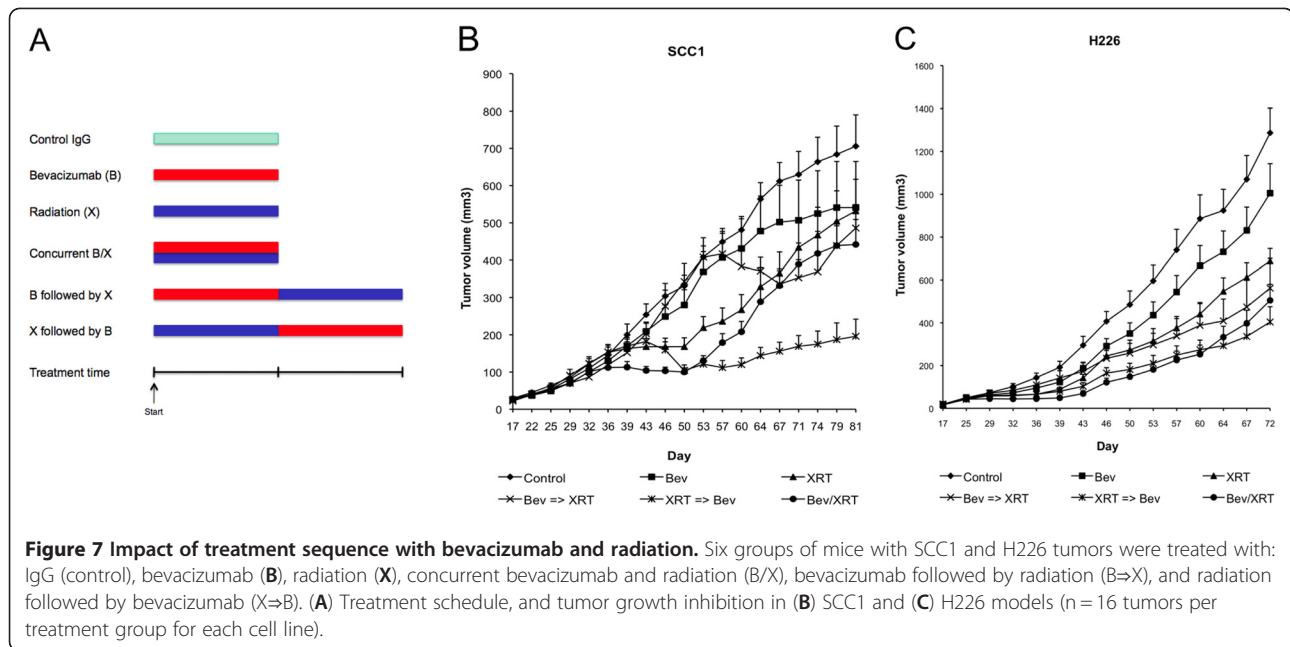 A
Control IgG
Bevacizumab (B)
Radiation (X)
Concurrent B/X
B followed by X
X followed by B
Treatment time
Start
B
SCC1
Tumor volume (mm3)
900
800
700
600
500
400
300
200
100
0
17 22 25 29 32 36 39 43 46 50 53 57 60 64 67 71 74 79 81
Day
Control Bev XRT
Bev => XRT XRT => Bev Bev/XRT
C
H226
Tumor volume (mm3)
1600
1400
1200
1000
800
600
400
200
0
17 25 29 32 36 39 43 46 50 53 57 60 64 67 72
Day
Control Bev XRT
Bev => XRT XRT => Bev Bev/XRT
Figure 7 Impact of treatment sequence with bevacizumab and radiation. Six groups of mice with SCC1 and H226 tumors were treated with:
IgG (control), bevacizumab (B), radiation (X), concurrent bevacizumab and radiation (B/X), bevacizumab followed by radiation (B⇒X), and radiation
followed by bevacizumab (X⇒B). (A) Treatment schedule, and tumor growth inhibition in (B) SCC1 and (C) H226 models (n = 16 tumors per
treatment group for each cell line).